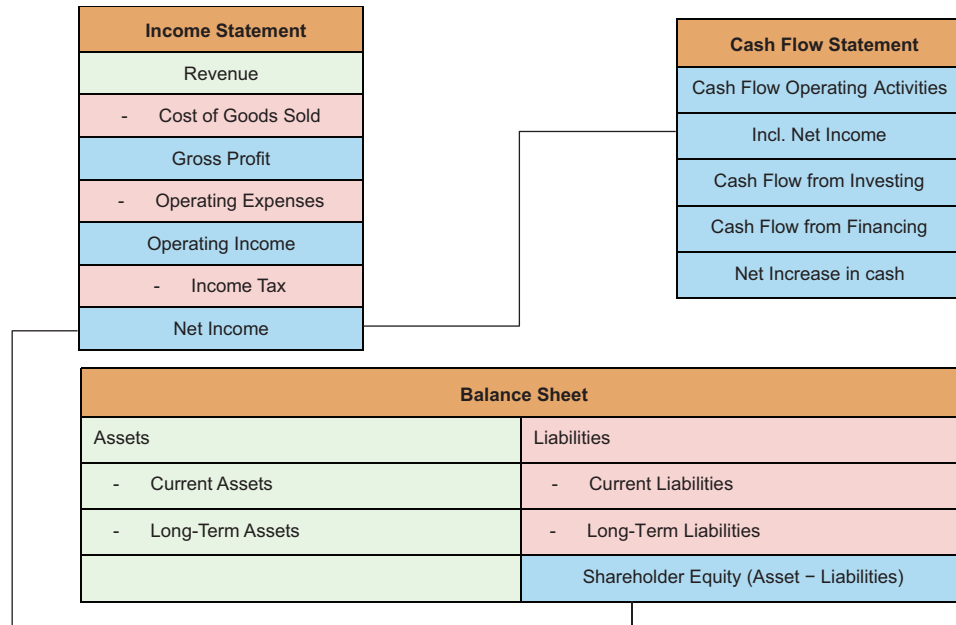 Income Statement
Revenue
- Cost of Goods Sold
Gross Profit
- Operating Expenses
Operating Income
- Income Tax
Net Income
Cash Flow Statement
Cash Flow Operating Activities
Incl. Net Income
Cash Flow from Investing
Cash Flow from Financing
Net Increase in cash
Balance Sheet
Assets
Liabilities
- Current Assets
- Current Liabilities
- Long-Term Assets
- Long-Term Liabilities
Shareholder Equity (Asset − Liabilities)